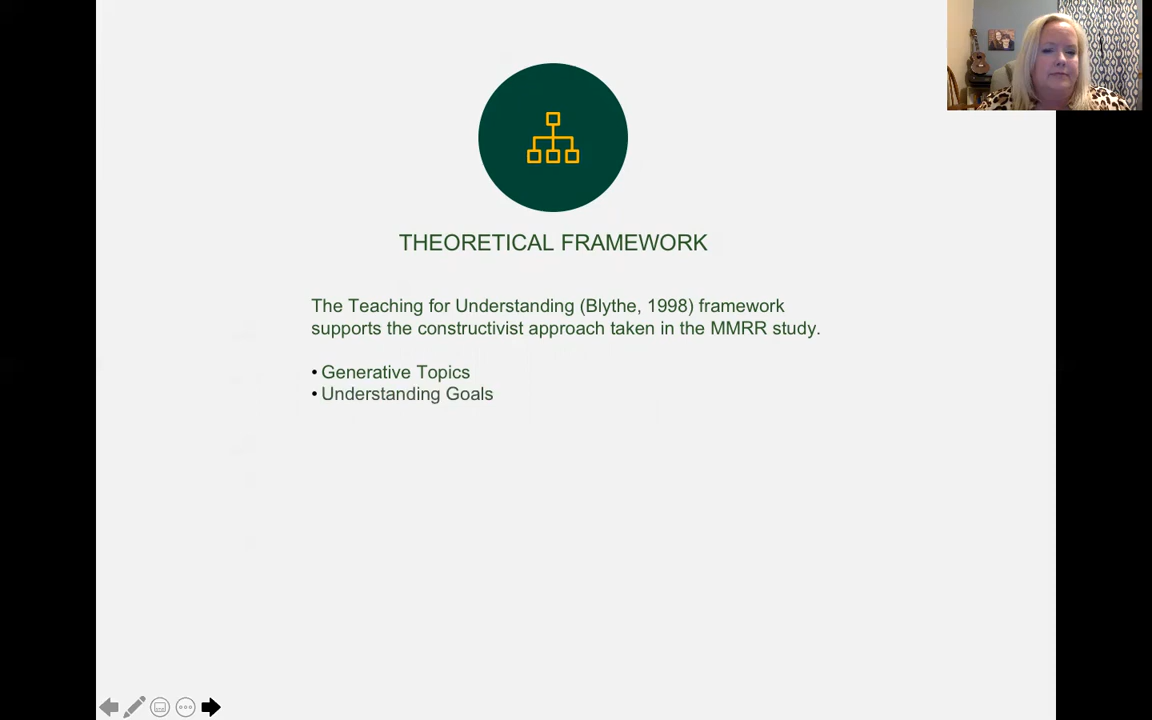 THEORETICAL FRAMEWORK
The Teaching for Understanding (Blythe, 1998) framework
supports the constructivist approach taken in the MMRR study.
• Generative Topics
• Understanding Goals